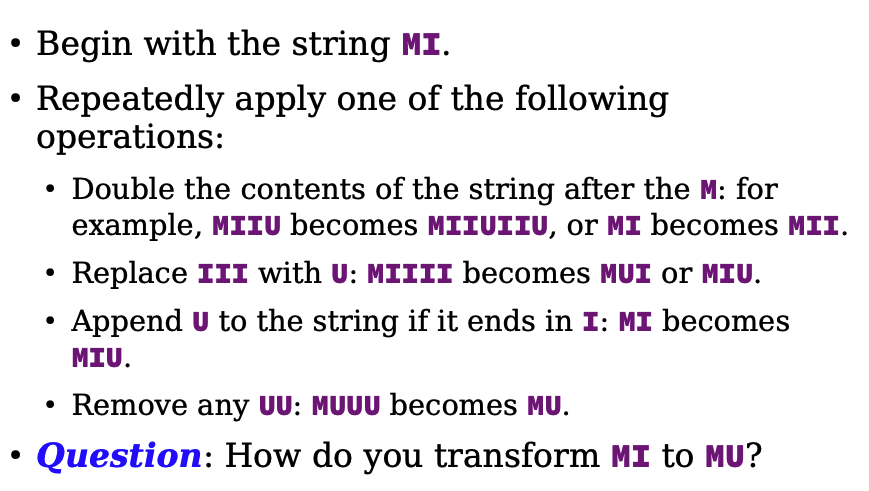 • Begin with the string MI.
• Repeatedly apply one of the following
operations:
• Double the contents of the string after the M: for
example, MIIU becomes MIIUIIU, or MI becomes MII.
• Replace III with U: MIIII becomes MUI or MIU.
• Append U to the string if it ends in I: MI becomes
MIU.
• Remove any UU: MUUU becomes MU.
• Question: How do you transform MI to MU?